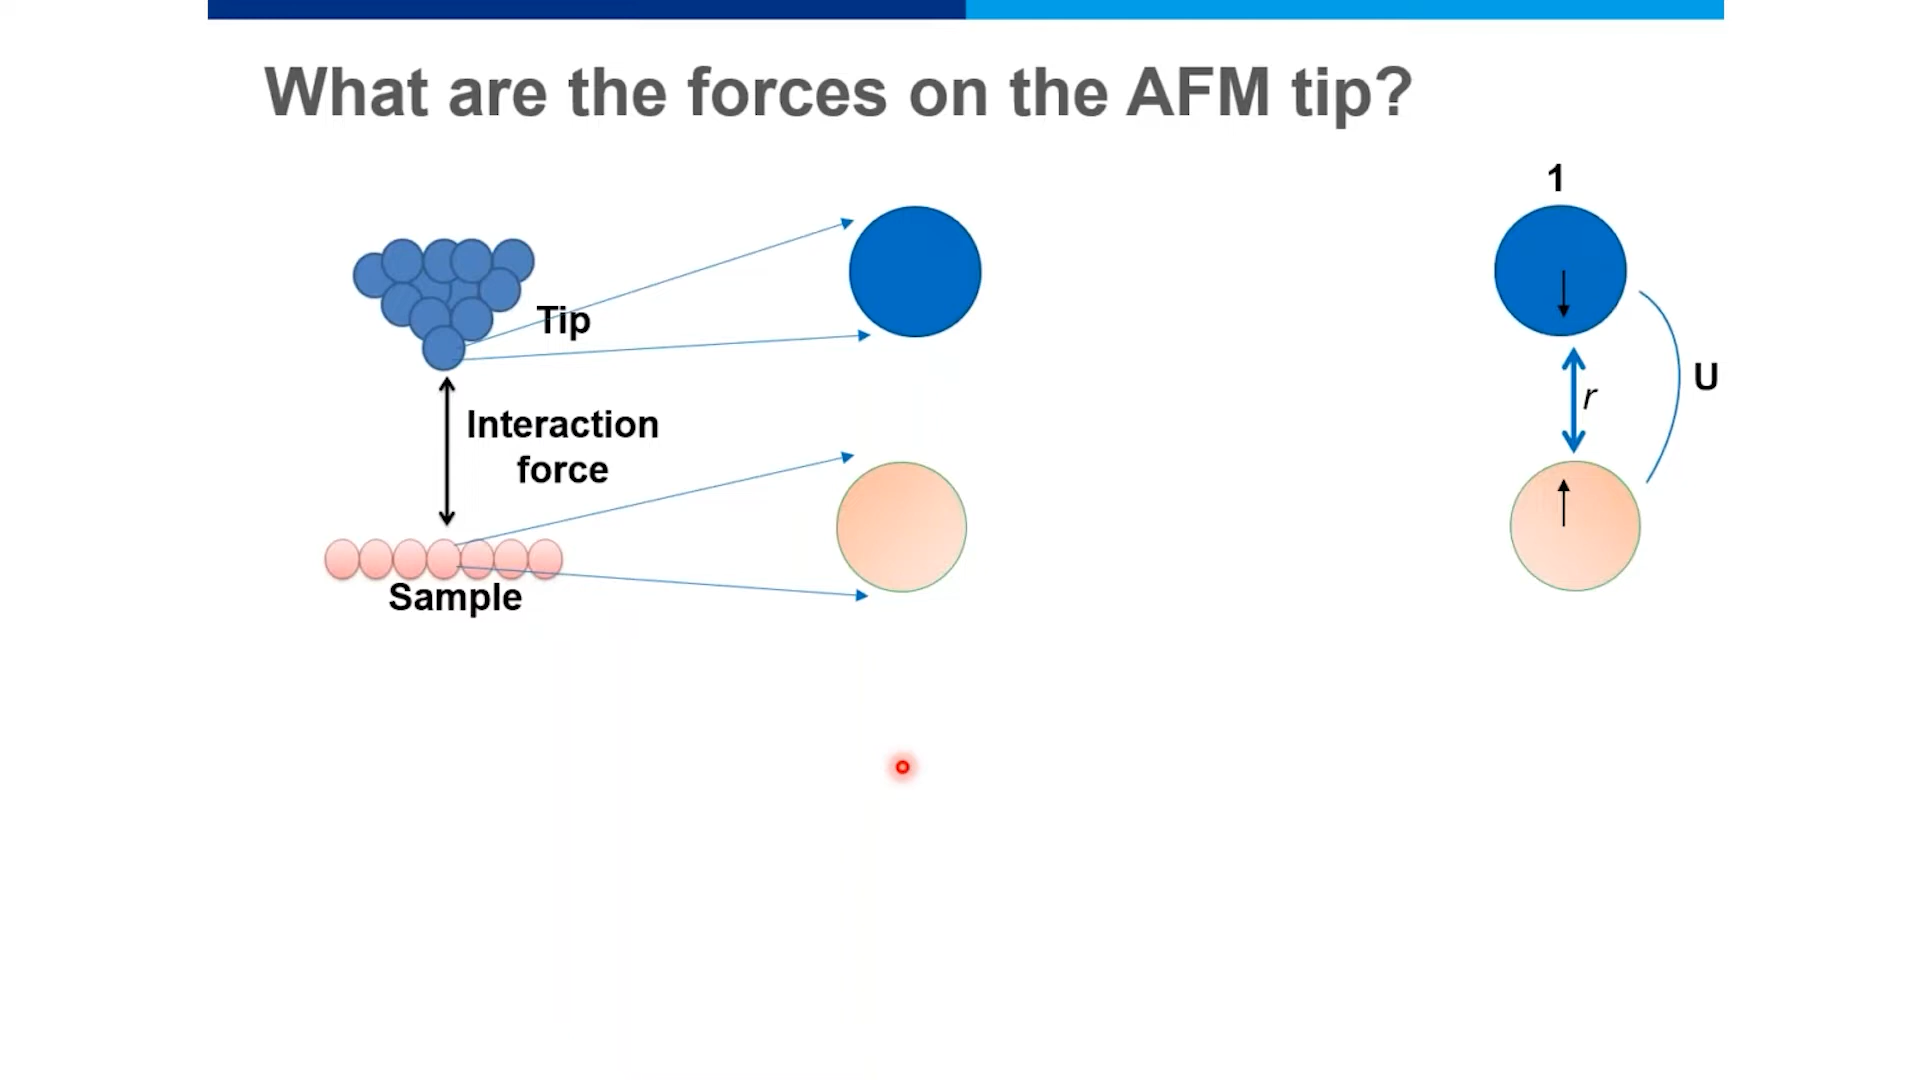 What are the forces on the AFM tip?
1
Tip
U
r
Interaction
force
Sample